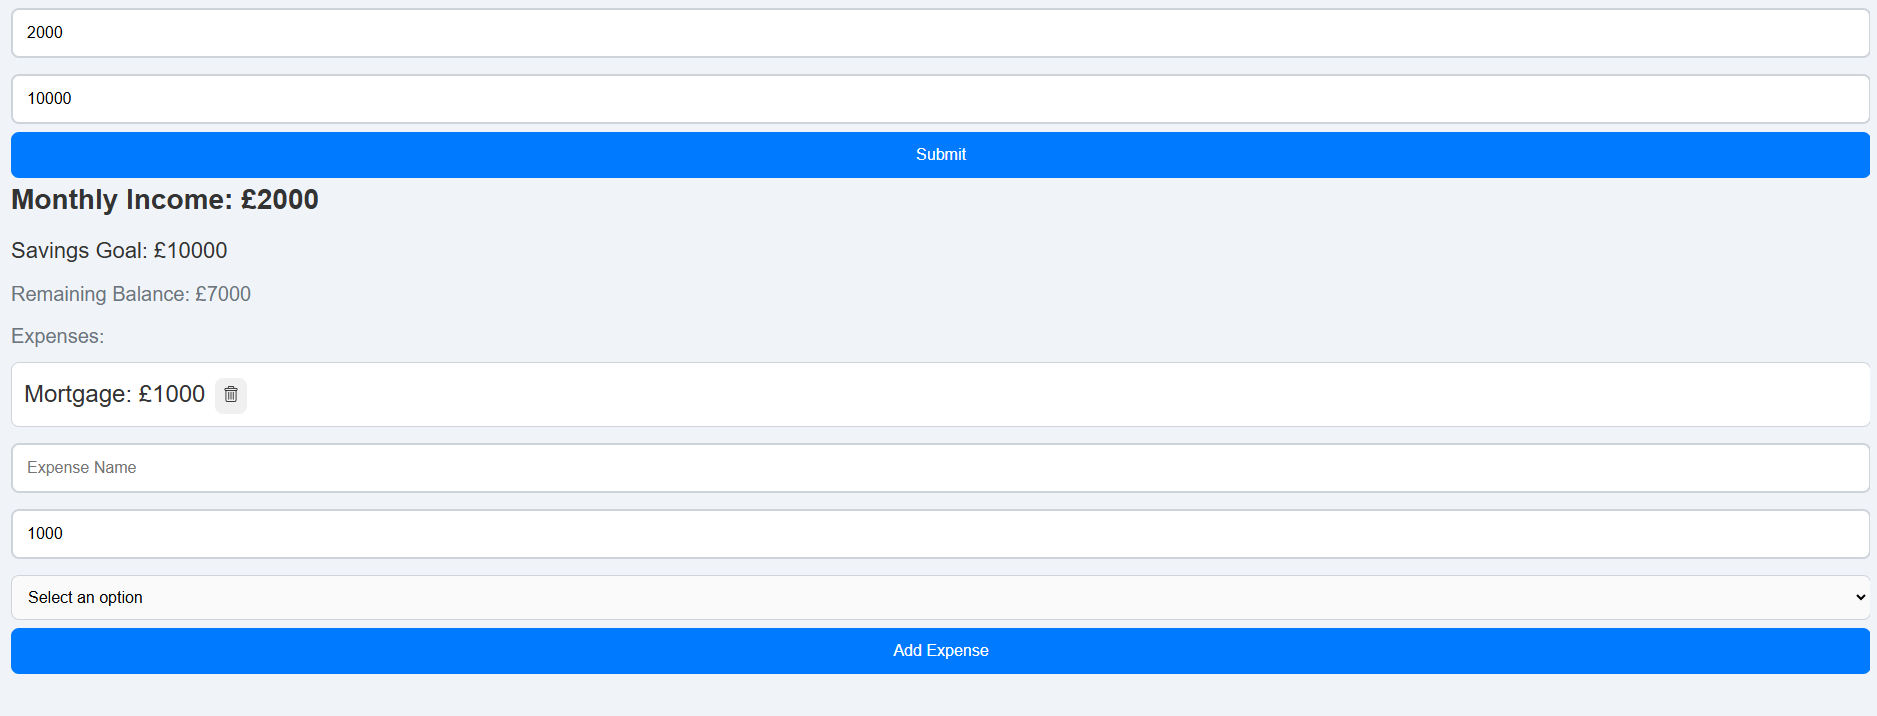 2000
10000
Submit
Monthly Income: £2000
Savings Goal: £10000
Remaining Balance: £7000
Expenses:
Mortgage: £1000
Expense Name
1000
Select an option
Add Expense